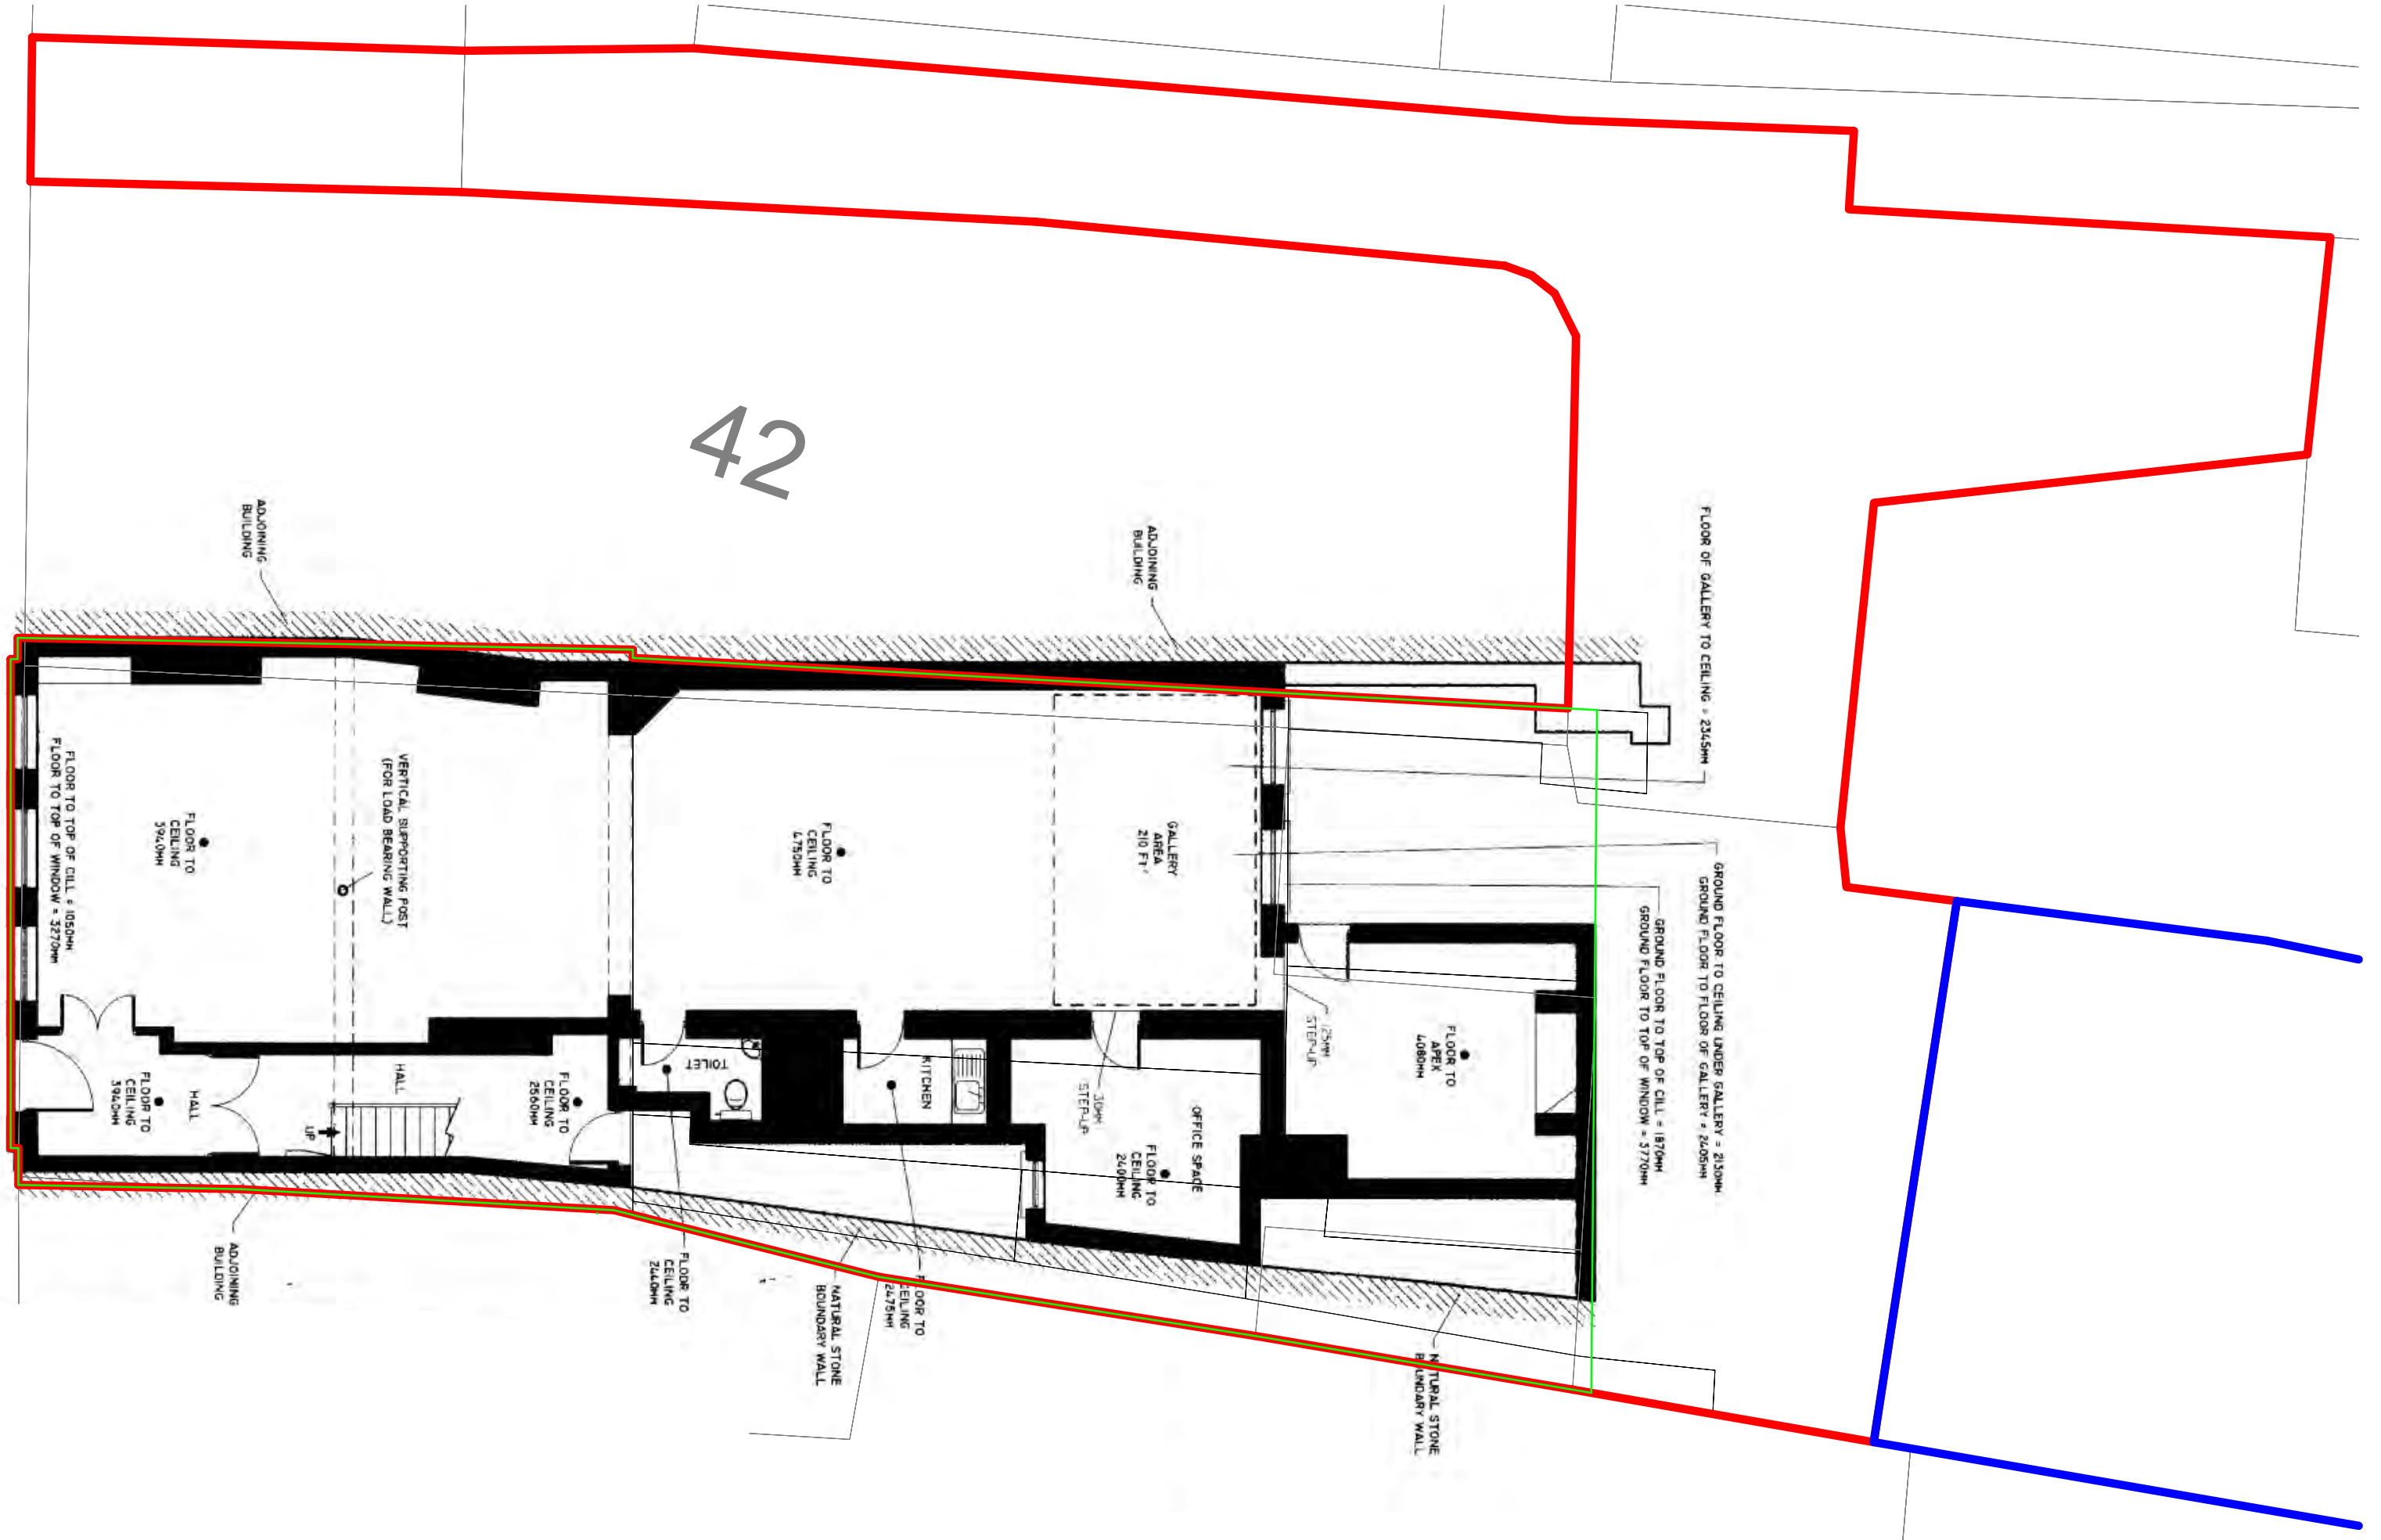 42
ADJOINING
BUILDING
ADJOINING
BUILDING
FLOOR OF GALLERY TO CEILING = 2345MM
GROUND FLOOR TO CEILING UNDER GALLERY = 2130MM
GROUND FLOOR TO FLOOR OF GALLERY = 2405MM
GROUND FLOOR TO TOP OF CILL = 1870MM
GROUND FLOOR TO TOP OF WINDOW = 3770MM
FLOOR TO TOP OF CILL = 1050MM
FLOOR TO TOP OF WINDOW = 3270MM
FLOOR TO
CEILING
3940MM
VERTICAL SUPPORTING POST
(FOR LOAD BEARING WALL)
FLOOR TO
CEILING
4750MM
GALLERY
AREA
210 FT²
125MM
STEP-UP
FLOOR TO
APEX
4080MM
FLOOR TO
CEILING
3940MM
HALL
HALL
UP
FLOOR TO
CEILING
2560MM
TOILET
KITCHEN
30MM
STEP-UP
OFFICE SPACE
FLOOR TO
CEILING
2400MM
ADJOINING
BUILDING
FLOOR TO
CEILING
2440MM
NATURAL STONE
BOUNDARY WALL
FLOOR TO
CEILING
2475MM
NATURAL STONE
BOUNDARY WALL